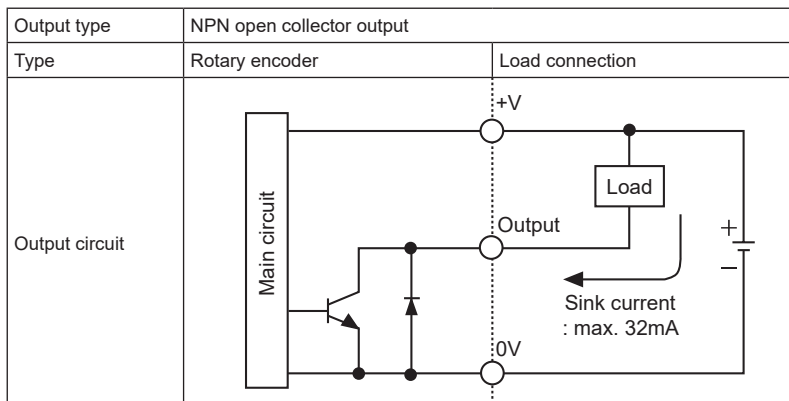 Output type
NPN open collector output
Type
Rotary encoder
Load connection
Output circuit
Main circuit
+V
Load
Output
+
−
Sink current
: max. 32mA
0V